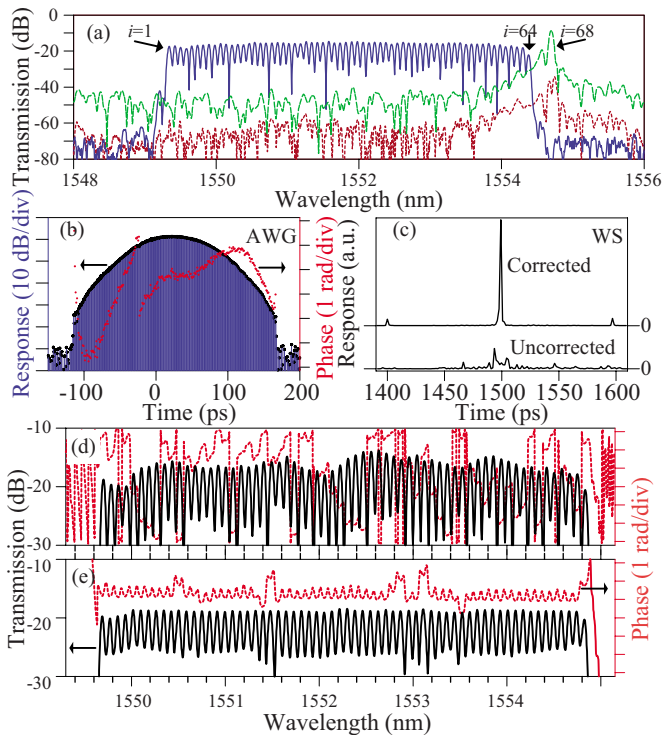 0
-20
-40
-60
-80
Transmission (dB)
(a)
i=1
i=64
i=68
1548
1550
1552
1554
1556
Wavelength (nm)
Response (10 dB/div)
(b)
AWG
Phase (1 rad/div)
-100
0
100
200
Time (ps)
Response (a.u.)
(c)
WS
Corrected
0
Uncorrected
0
1400
1450
1500
1550
1600
Time (ps)
-10
-20
-30
Transmission (dB)
(d)
Phase (1 rad/div)
-10
-20
-30
Transmission (dB)
(e)
1550
1551
1552
1553
1554
Wavelength (nm)